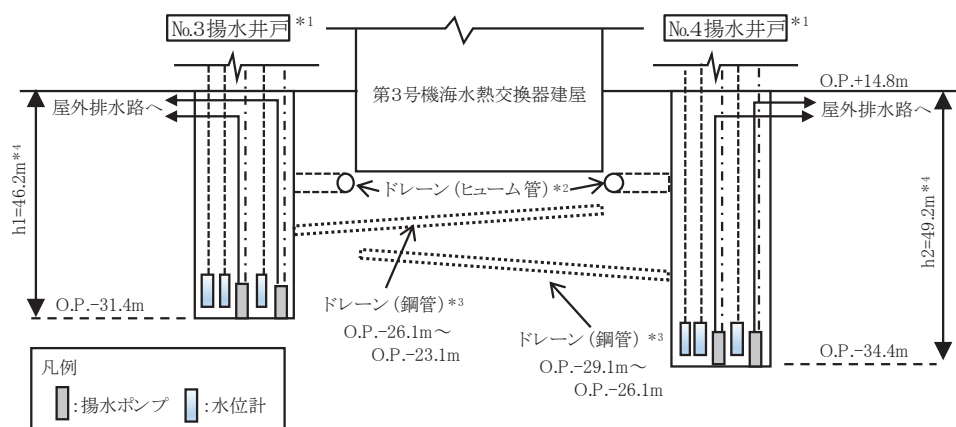 No.3揚水井戸*1
No.4揚水井戸*1
第3号機海水熱交換器建屋
O.P.+14.8m
屋外排水路へ
屋外排水路へ
h1=46.2m*4
h2=49.2m*4
ドレーン(ヒューム管)*2
ドレーン(鋼管)*3
O.P.-26.1m～
O.P.-23.1m
O.P.-31.4m
ドレーン(鋼管)*3
O.P.-29.1m～
O.P.-26.1m
O.P.-34.4m
凡例
:揚水ポンプ :水位計